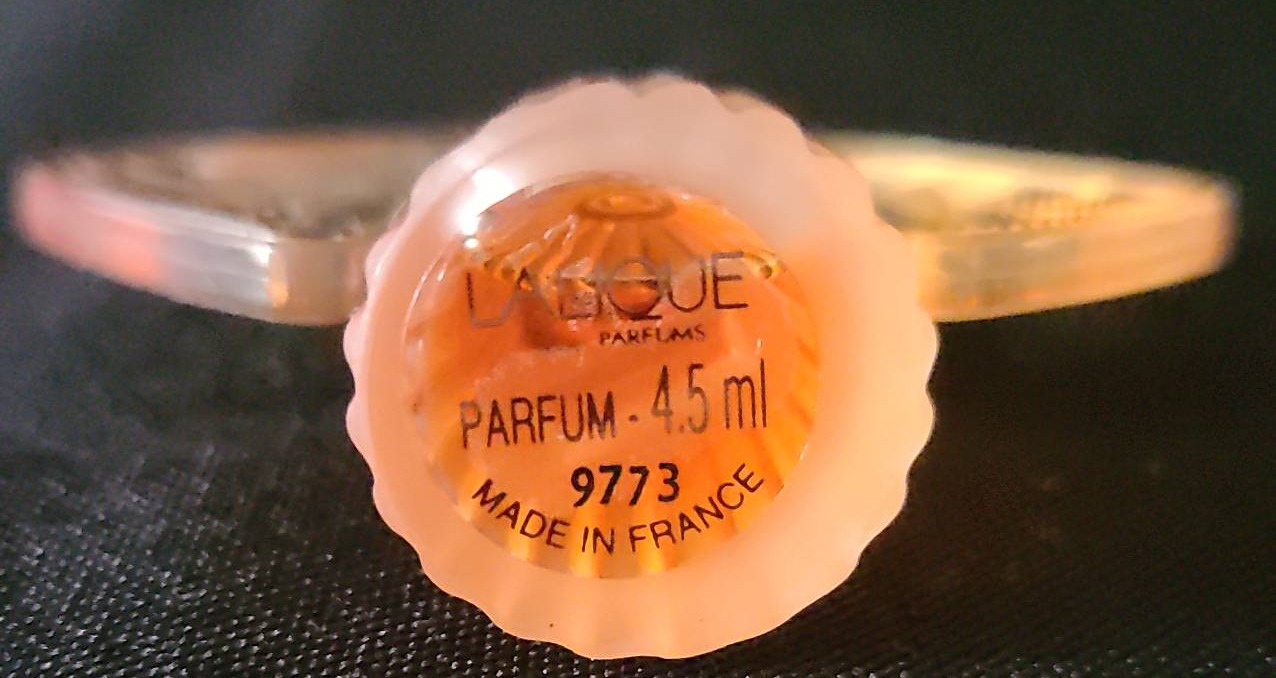 LALIQUE
PARFUMS
PARFUM - 4.5 ml
9773
MADE IN FRANCE